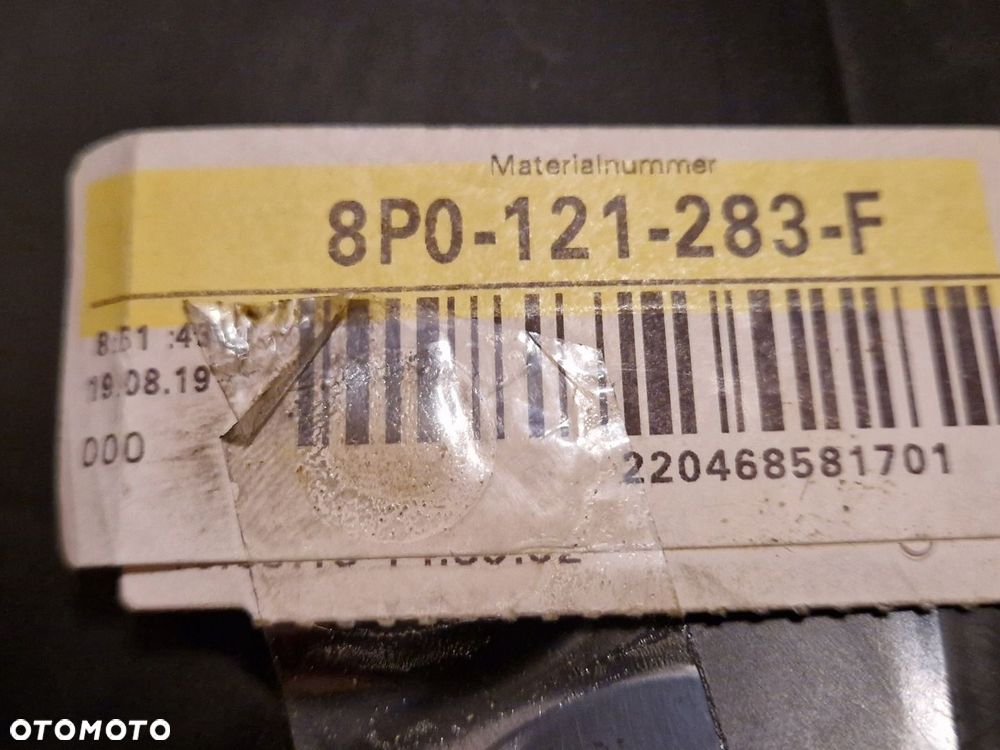 Materialnummer
8P0-121-283-F
19.08.19
000
220468581701
OTOMOTO